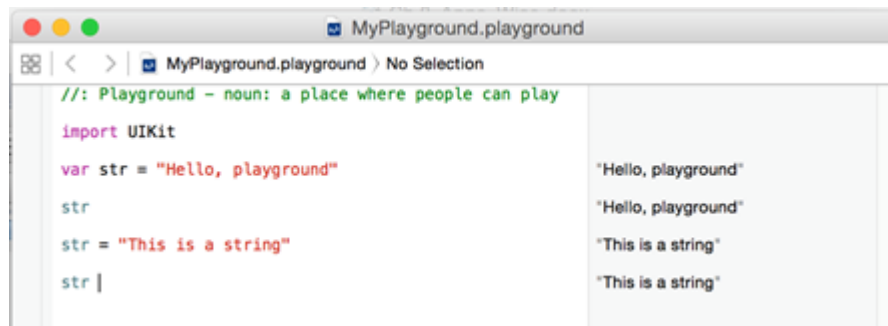 MyPlayground.playground
MyPlayground.playground 〉 No Selection
//: Playground – noun: a place where people can play
import UIKit
var str = "Hello, playground"
"Hello, playground"
str
"Hello, playground"
str = "This is a string"
"This is a string"
str
"This is a string"